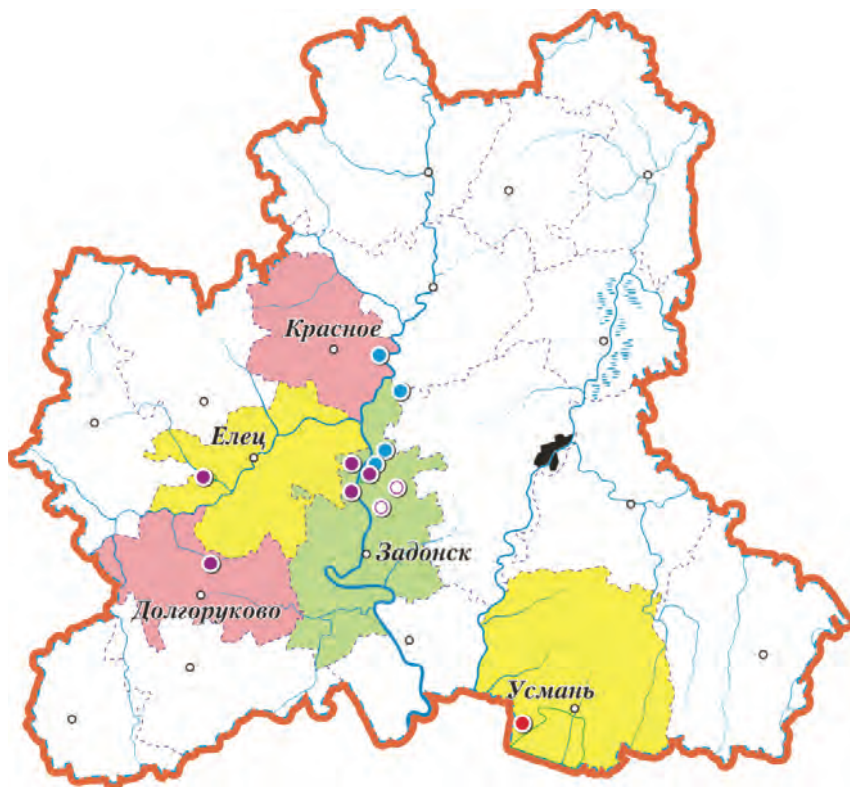 Красное
Елец
Задонск
Долгоруково
Усмань